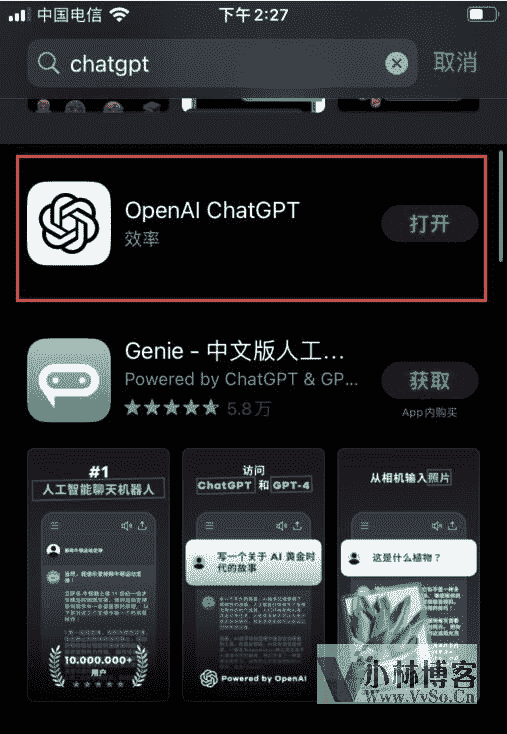 中国电信
下午2:27
chatgpt
取消
OpenAI ChatGPT
效率
打开
Genie - 中文版人工...
Powered by ChatGPT & GP...
5.8万
获取
App内购买
#1
人工智能聊天机器人
10,000,000+
用户
访问
ChatGPT 和 GPT-4
写一个关于 AI 黄金时
代的故事
Powered by OpenAI
从相机输入照片
这是什么植物？
小林博客
Www.VvSo.Cn